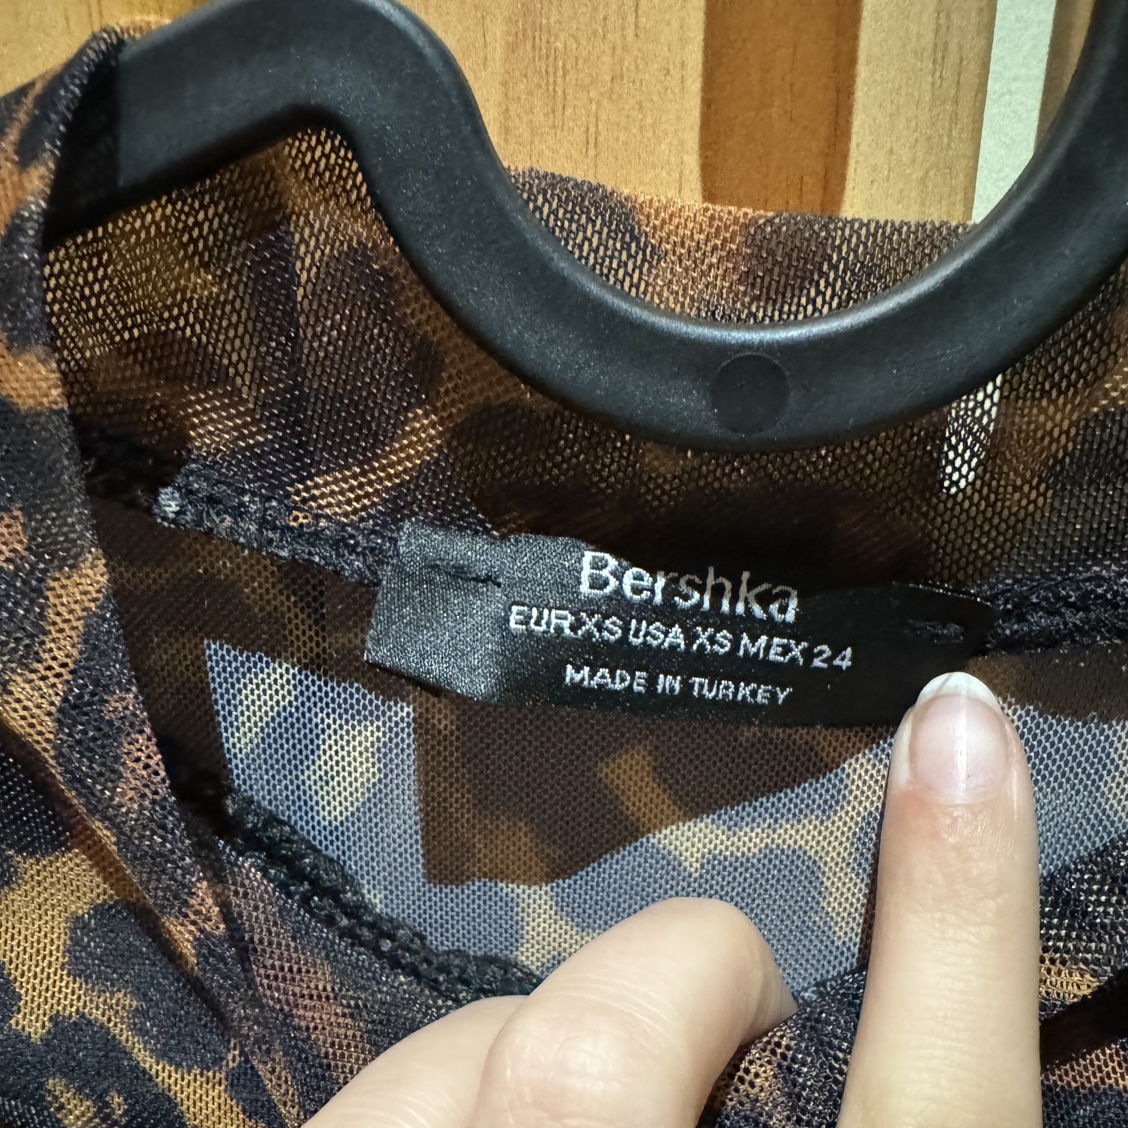 Bershka
EUR XS USA XS MEX 24
MADE IN TURKEY